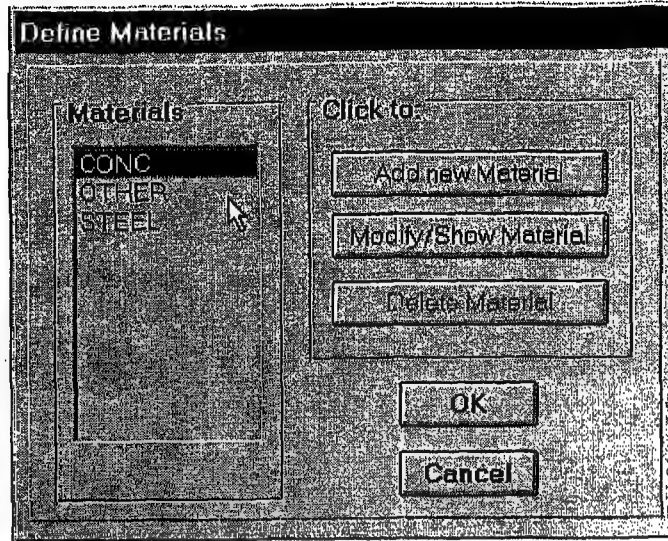 Define Materials
Materials
CONC
OTHER
STEEL
Click to:
Add new Material
Modify/Show Material
Delete Material
OK
Cancel